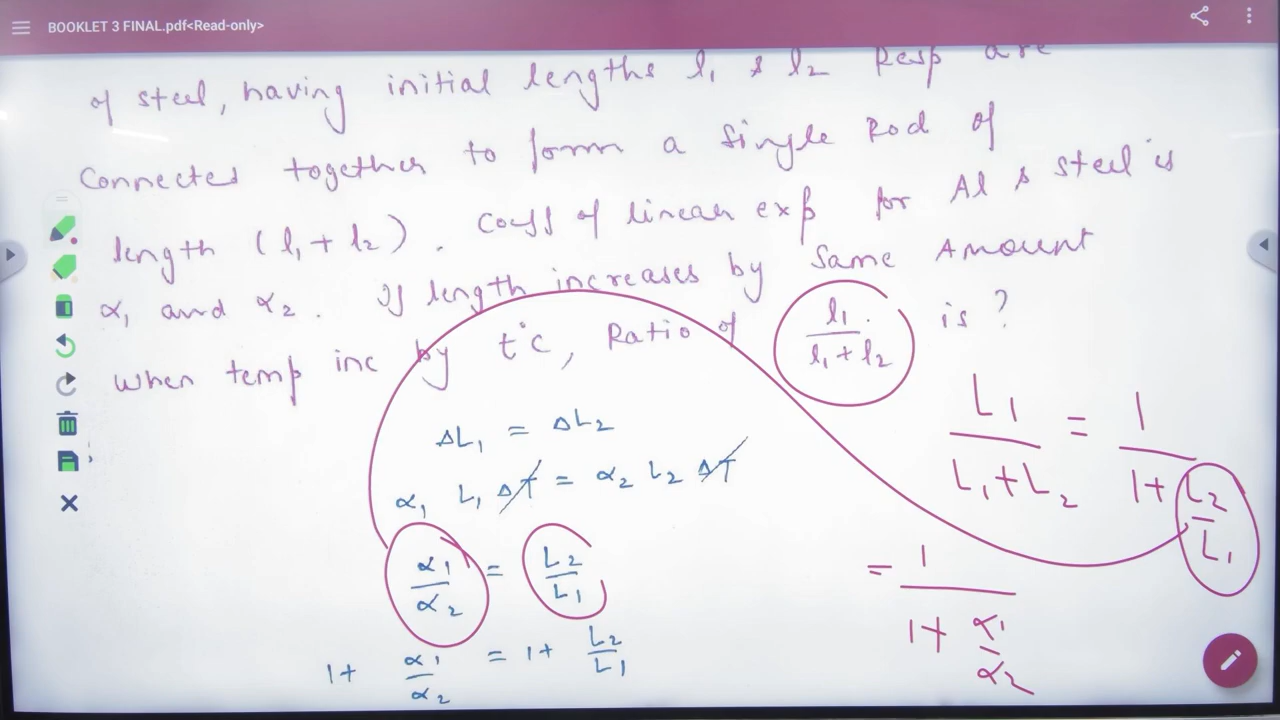 BOOKLET 3 FINAL.pdf<Read-only>
of steel, having initial lengths l₁ & l₂ Resp are
Connected together to form a Single Rod of
length (l₁ + l₂). Coeff of linear exp for Al & steel is
α₁ and α₂. If length increases by Same Amount
When temp inc by t°C, Ratio of l₁/(l₁ + l₂) is?
ΔL₁ = ΔL₂
α₁ L₁ ΔT = α₂ L₂ ΔT
α₁/α₂ = L₂/L₁
1 + α₁/α₂ = 1 + L₂/L₁
L₁/(L₁ + L₂) = 1/(1 + L₂/L₁)
= 1/(1 + α₁/α₂)